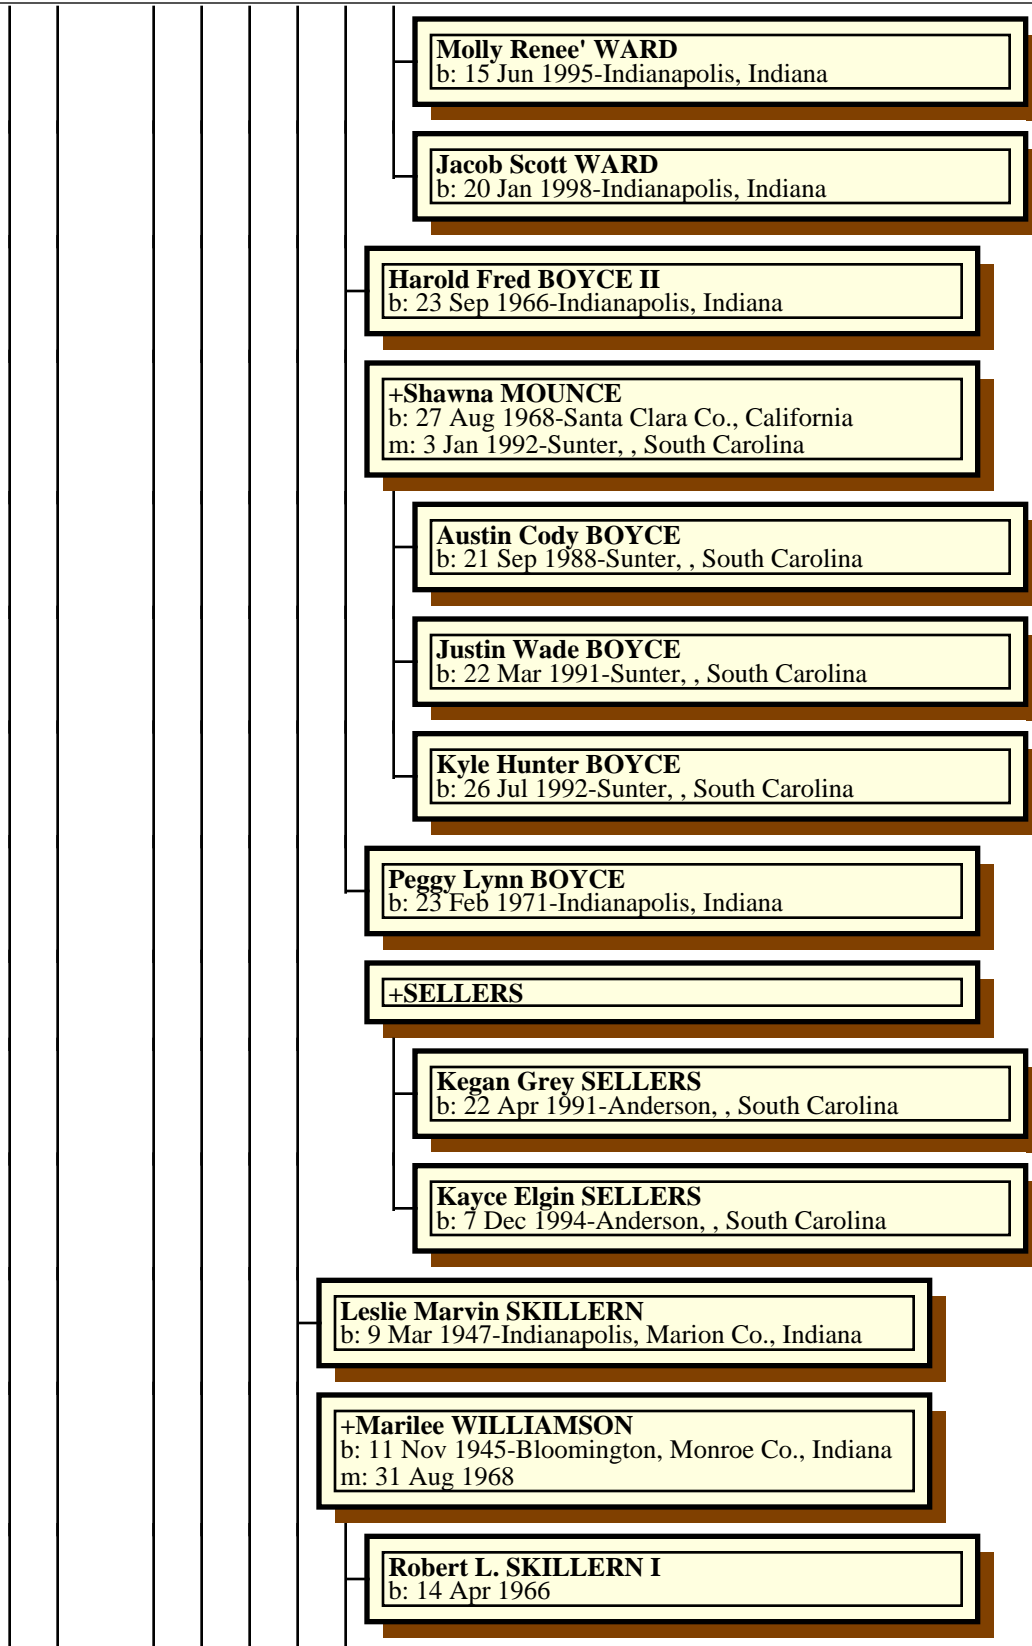 Molly Renee' WARD
b: 15 Jun 1995-Indianapolis, Indiana
Jacob Scott WARD
b: 20 Jan 1998-Indianapolis, Indiana
Harold Fred BOYCE II
b: 23 Sep 1966-Indianapolis, Indiana
+Shawna MOUNCE
b: 27 Aug 1968-Santa Clara Co., California
m: 3 Jan 1992-Sunter, , South Carolina
Austin Cody BOYCE
b: 21 Sep 1988-Sunter, , South Carolina
Justin Wade BOYCE
b: 22 Mar 1991-Sunter, , South Carolina
Kyle Hunter BOYCE
b: 26 Jul 1992-Sunter, , South Carolina
Peggy Lynn BOYCE
b: 23 Feb 1971-Indianapolis, Indiana
+SELLERS
Kegan Grey SELLERS
b: 22 Apr 1991-Anderson, , South Carolina
Kayce Elgin SELLERS
b: 7 Dec 1994-Anderson, , South Carolina
Leslie Marvin SKILLERN
b: 9 Mar 1947-Indianapolis, Marion Co., Indiana
+Marilee WILLIAMSON
b: 11 Nov 1945-Bloomington, Monroe Co., Indiana
m: 31 Aug 1968
Robert L. SKILLERN I
b: 14 Apr 1966